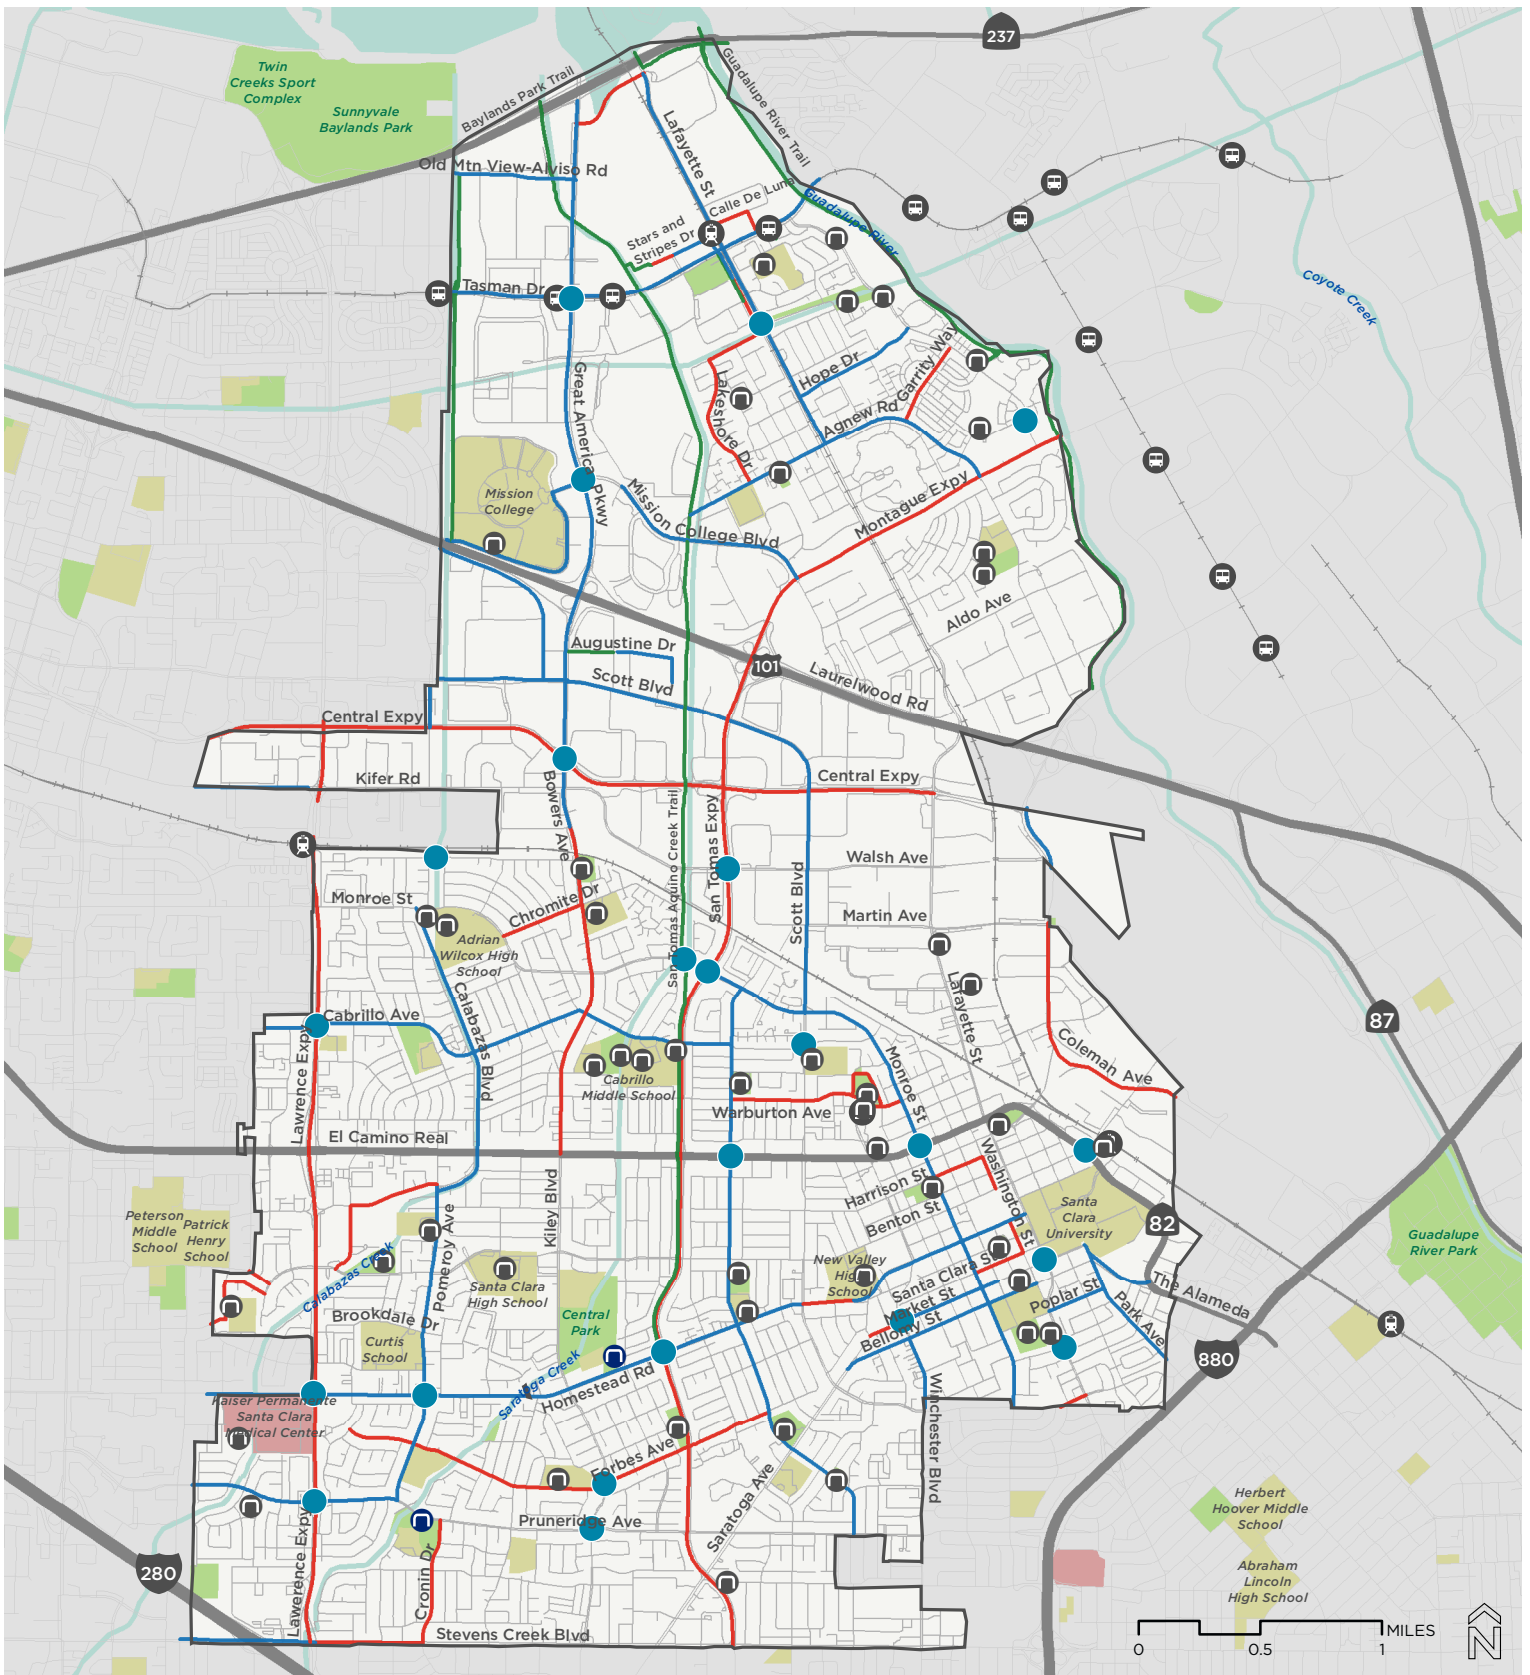 237
Twin
Creeks Sport
Complex
Sunnyvale
Baylands Park
Baylands Park Trail
Guadalupe River Trail
Lafayette St
Old Mtn View-Alviso Rd
Calle De Luna
Guadalupe River
Stars and
Stripes Dr
Coyote Creek
Tasman Dr
Great America Pkwy
Hope Dr
Garrity Way
Lakeshore Dr
Agnew Rd
Mission
College
Mission College Blvd
Montague Expy
Aldo Ave
Augustine Dr
101
Laurelwood Rd
Scott Blvd
Central Expy
Kifer Rd
Central Expy
Bowers Ave
San Tomas Aquino Creek Trail
San Tomas Expy
Scott Blvd
Walsh Ave
Monroe St
Chromite Dr
Martin Ave
Adrian
Wilcox High
School
Lafayette St
Calabazas Blvd
Cabrillo Ave
87
Lawrence Expy
Monroe St
Coleman Ave
Cabrillo
Middle School
Warburton Ave
El Camino Real
Washington St
Kiley Blvd
Harrison St
Benton St
Santa
Clara
University
82
Peterson
Middle
School
Patrick
Henry
School
Pomeroy Ave
Guadalupe
River Park
Calabazas Creek
New Valley
High
School
Santa Clara St
Santa Clara
High School
Market St
Poplar St
The Alameda
Park Ave
Brookdale Dr
Central
Park
Bellomy St
Curtis
School
880
Saratoga Creek
Homestead Rd
Winchester Blvd
Kaiser Permanente
Santa Clara
Medical Center
Forbes Ave
Saratoga Ave
Herbert
Hoover Middle
School
Pruneridge Ave
Lawerence Expy
Cronin Dr
280
Abraham
Lincoln
High School
Stevens Creek Blvd
MILES
0
0.5
1
N